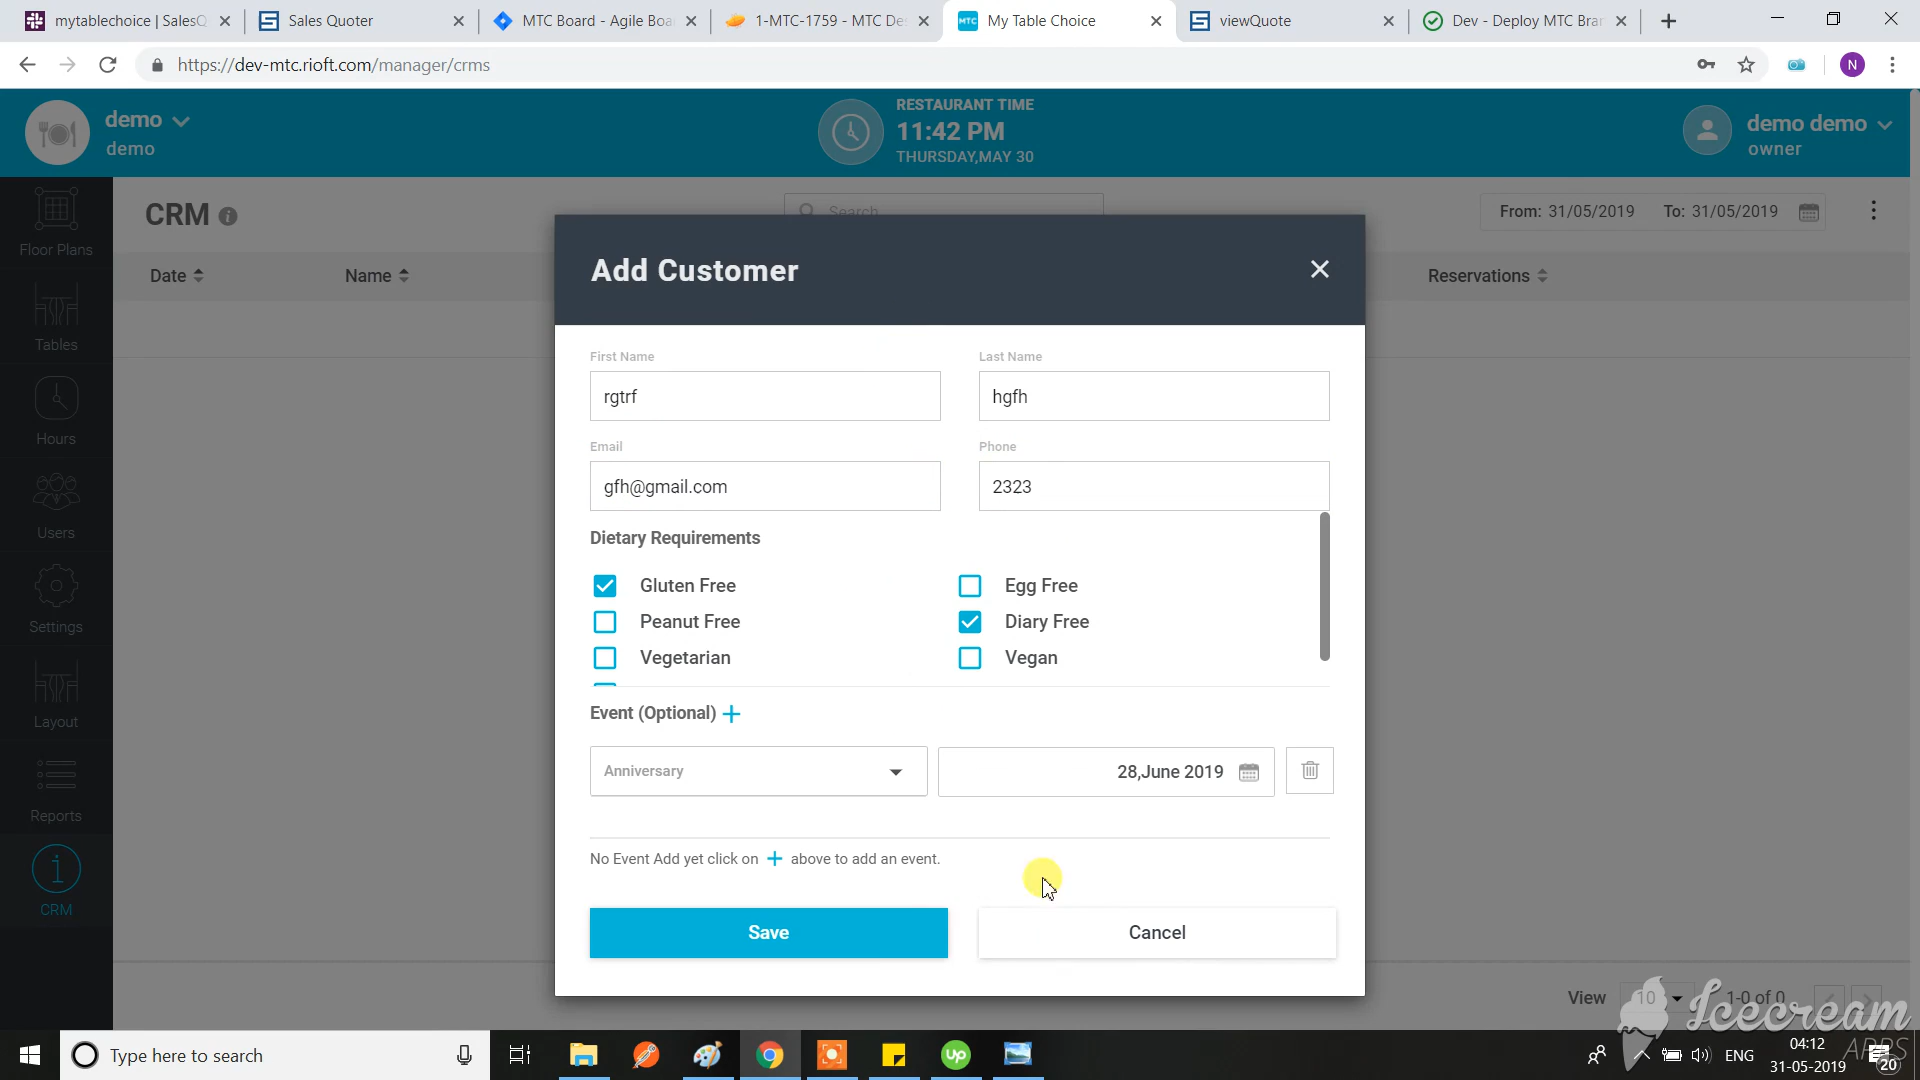 mytablechoice | SalesQ
Sales Quoter
MTC Board - Agile Boa
1-MTC-1759 - MTC De
MTC My Table Choice
viewQuote
Dev - Deploy MTC Bran
https://dev-mtc.rioft.com/manager/crms
N
demo
demo
RESTAURANT TIME
11:42 PM
THURSDAY,MAY 30
demo demo
owner
Floor Plans
Tables
Hours
Users
Settings
Layout
Reports
CRM
CRM
Search
From: 31/05/2019 To: 31/05/2019
Date
Name
Reservations
Add Customer
First Name
Last Name
rgtrf
hgfh
Email
Phone
gfh@gmail.com
2323
Dietary Requirements
Gluten Free
Egg Free
Peanut Free
Diary Free
Vegetarian
Vegan
Event (Optional) +
Anniversary
28,June 2019
No Event Add yet click on + above to add an event.
Save
Cancel
View 10 1-0 of 0
Icecream
APPS
Type here to search
up
ENG
04:12
31-05-2019
20